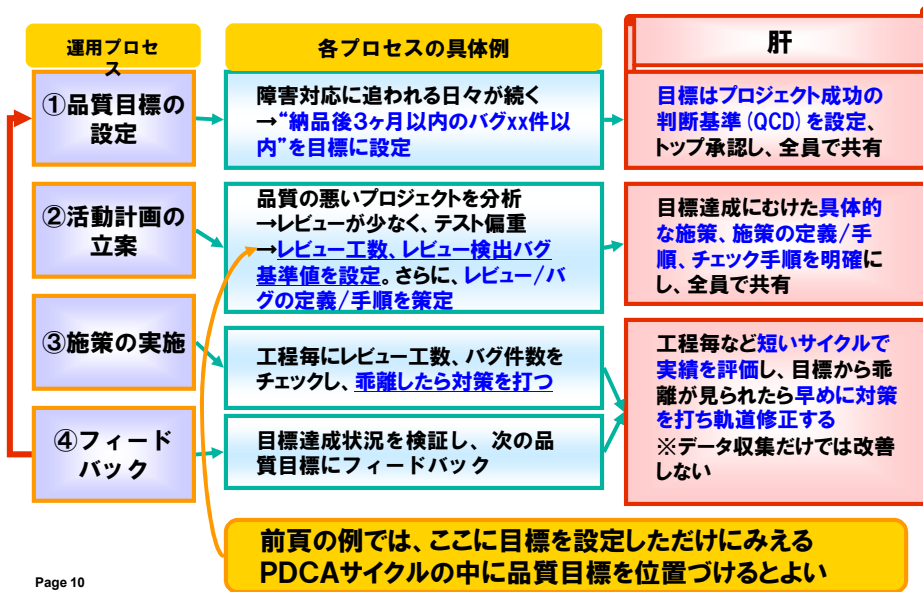 運用プロセ
ス
各プロセスの具体例
肝
①品質目標の
設定
障害対応に追われる日々が続く
→“納品後3ヶ月以内のバグxx件以
内”を目標に設定
目標はプロジェクト成功の
判断基準(QCD)を設定、
トップ承認し、全員で共有
②活動計画の
立案
品質の悪いプロジェクトを分析
→レビューが少なく、テスト偏重
→レビュー工数、レビュー検出バグ
基準値を設定。さらに、レビュー/バ
グの定義/手順を策定
目標達成にむけた具体的
な施策、施策の定義/手
順、チェック手順を明確に
し、全員で共有
③施策の実施
工程毎にレビュー工数、バグ件数を
チェックし、乖離したら対策を打つ
工程毎など短いサイクルで
実績を評価し、目標から乖
離が見られたら早めに対策
を打ち軌道修正する
※データ収集だけでは改善
しない
④フィード
バック
目標達成状況を検証し、次の品
質目標にフィードバック
前頁の例では、ここに目標を設定しただけにみえる
PDCAサイクルの中に品質目標を位置づけるとよい
Page 10